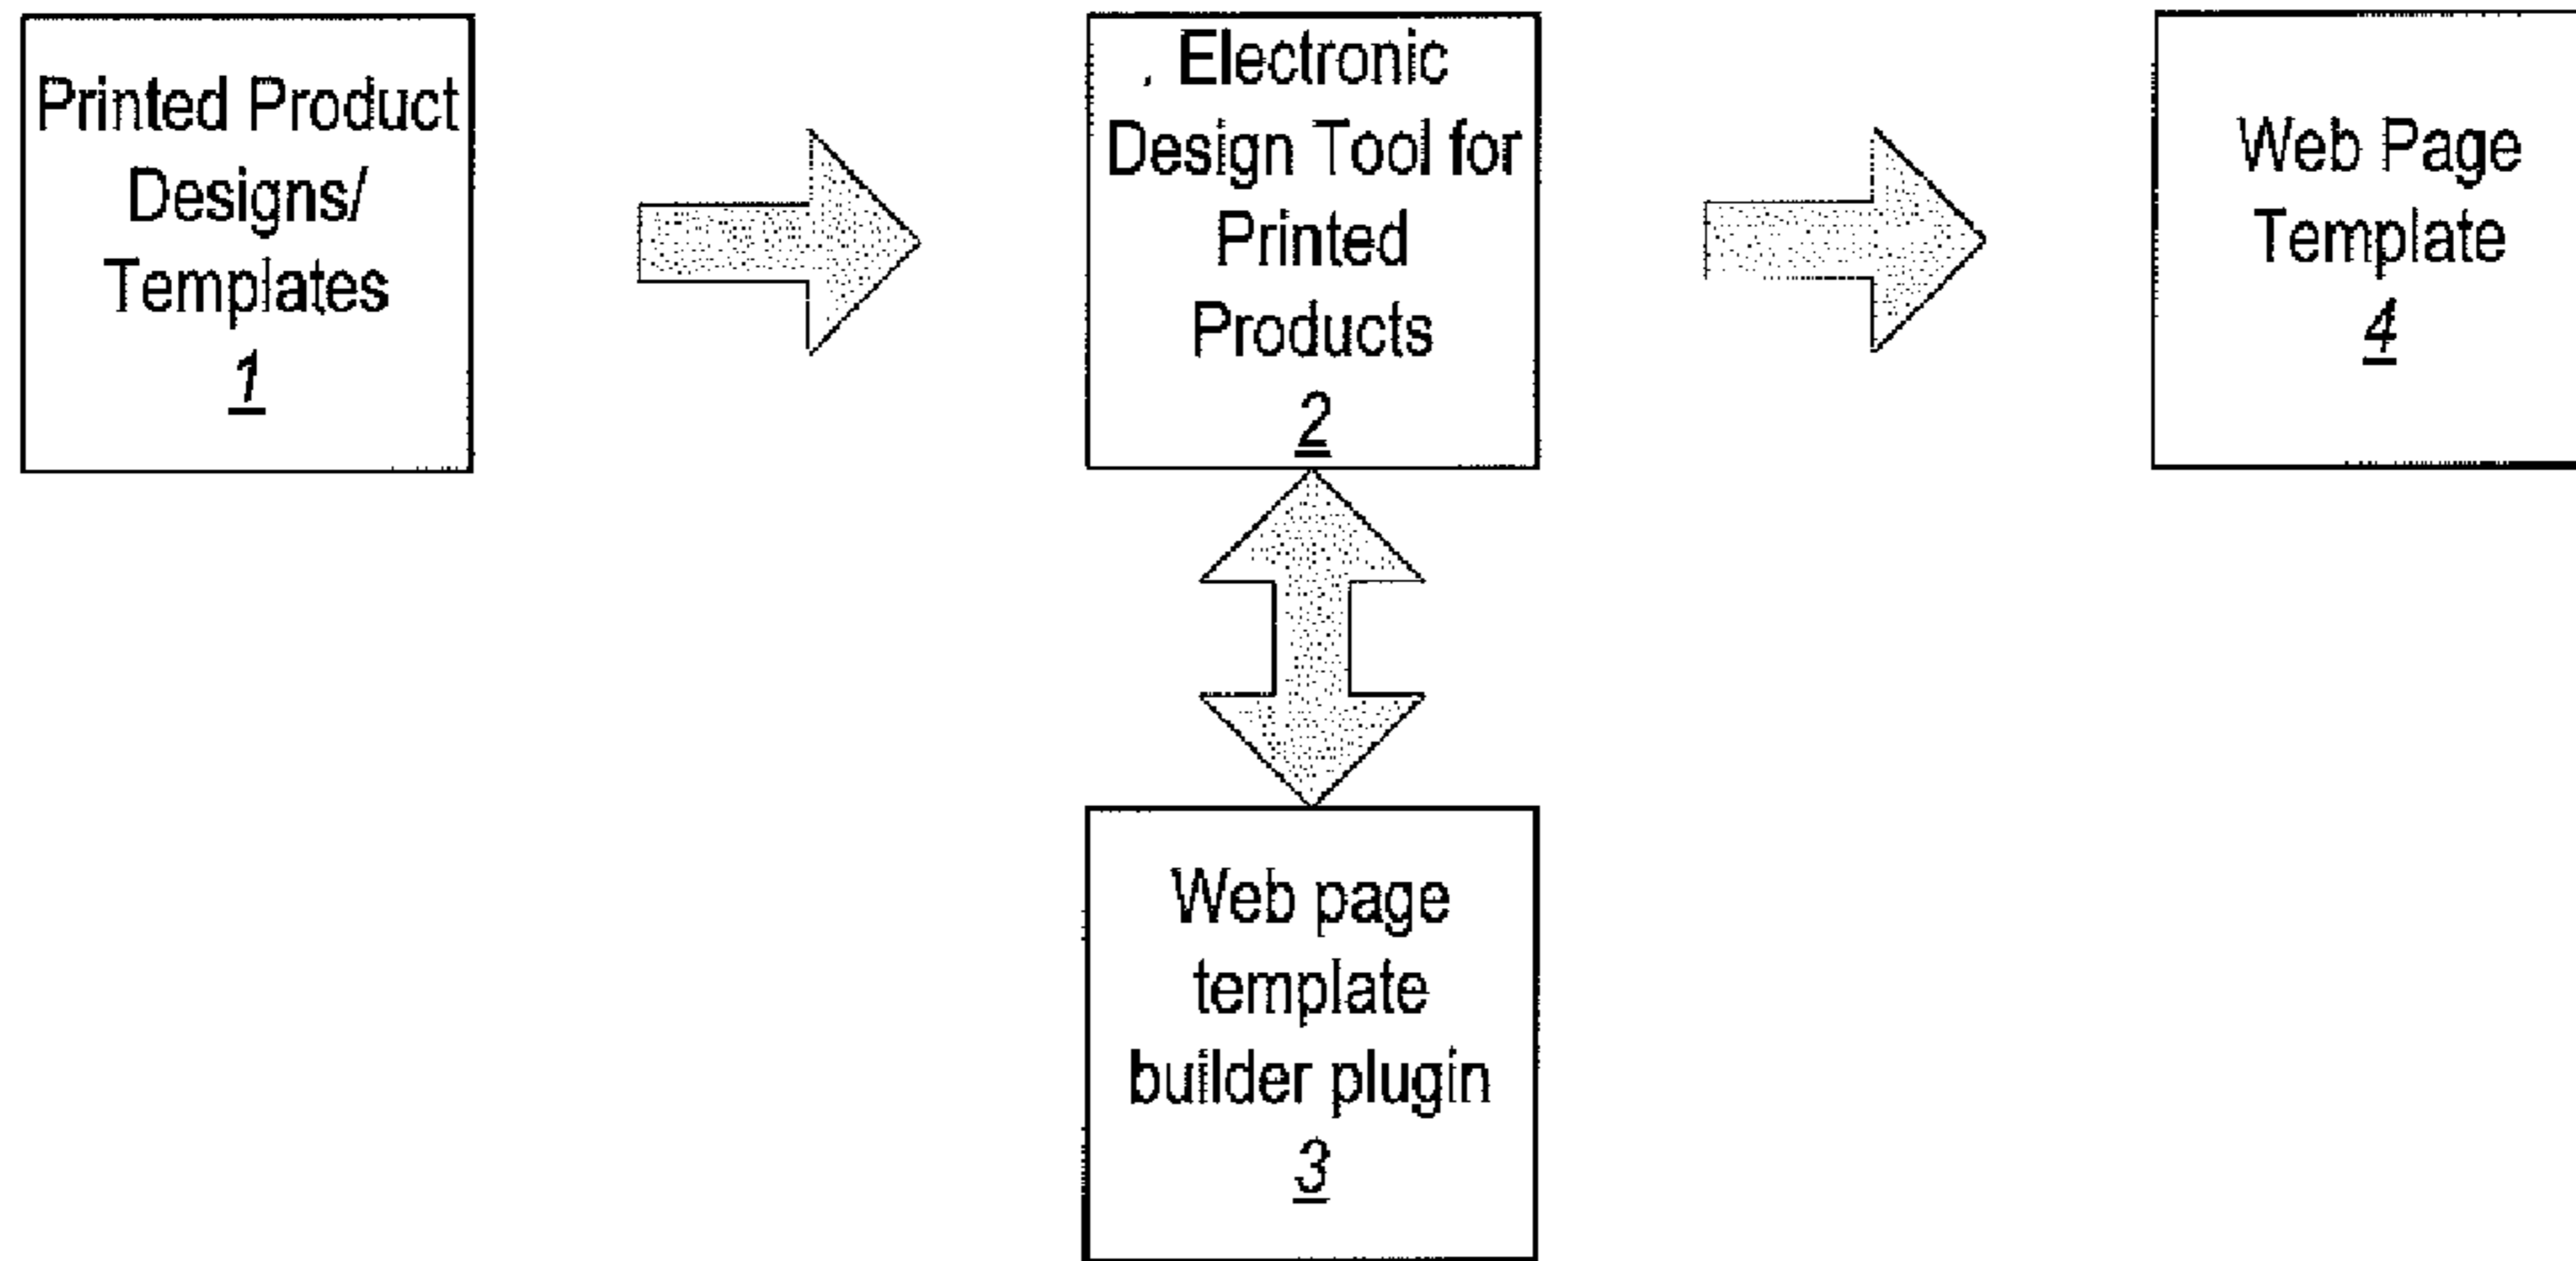 Printed Product
Designs/
Templates
1
Electronic
Design Tool for
Printed
Products
2
Web Page
Template
4
Web page
template
builder plugin
3